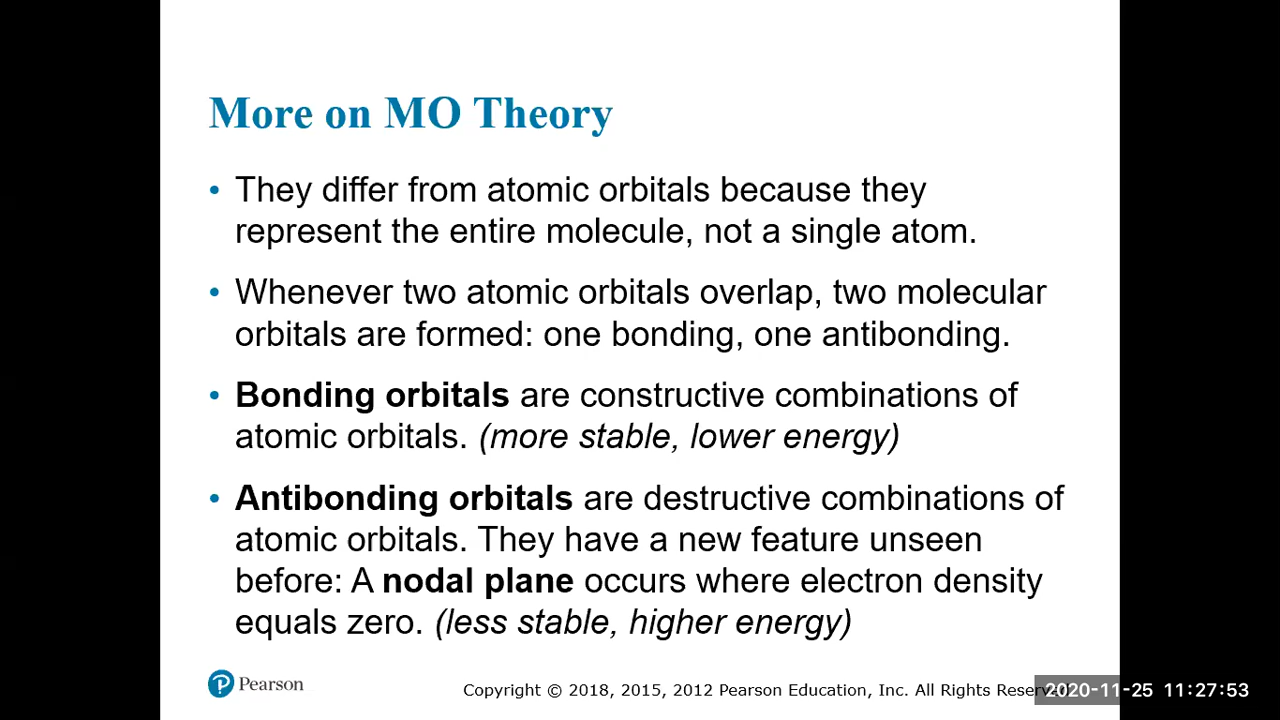 More on MO Theory
• They differ from atomic orbitals because they
represent the entire molecule, not a single atom.
• Whenever two atomic orbitals overlap, two molecular
orbitals are formed: one bonding, one antibonding.
• Bonding orbitals are constructive combinations of
atomic orbitals. (more stable, lower energy)
• Antibonding orbitals are destructive combinations of
atomic orbitals. They have a new feature unseen
before: A nodal plane occurs where electron density
equals zero. (less stable, higher energy)
P Pearson
Copyright © 2018, 2015, 2012 Pearson Education, Inc. All Rights Reserved
2020-11-25 11:27:53